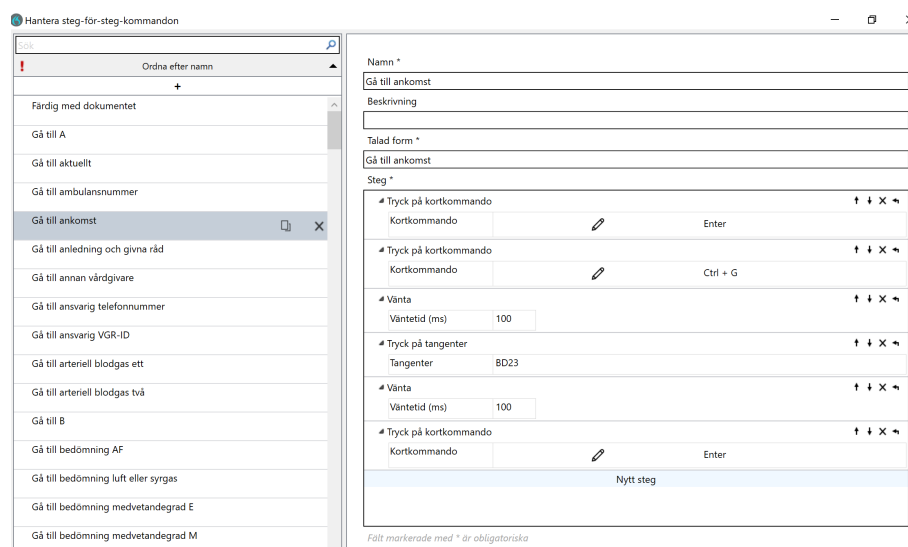 Hantera steg-för-steg-kommandon
Sök
! Ordna efter namn
+
Färdig med dokumentet
Gå till A
Gå till aktuellt
Gå till ambulansnummer
Gå till ankomst
Gå till anledning och givna råd
Gå till annan vårdgivare
Gå till ansvarig telefonnummer
Gå till ansvarig VGR-ID
Gå till arteriell blodgas ett
Gå till arteriell blodgas två
Gå till B
Gå till bedömning AF
Gå till bedömning luft eller syrgas
Gå till bedömning medvetandegrad E
Gå till bedömning medvetandegrad M
Namn *
Gå till ankomst
Beskrivning
Talad form *
Gå till ankomst
Steg *
Tryck på kortkommando
Kortkommando Enter
Tryck på kortkommando
Kortkommando Ctrl + G
Vänta
Väntetid (ms) 100
Tryck på tangenter
Tangenter BD23
Vänta
Väntetid (ms) 100
Tryck på kortkommando
Kortkommando Enter
Nytt steg
Fält markerade med * är obligatoriska